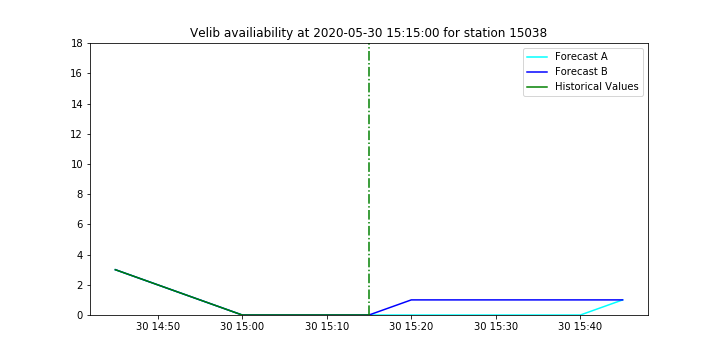 Velib availiability at 2020-05-30 15:15:00 for station 15038
18
16
14
12
10
8
6
4
2
0
Forecast A
Forecast B
Historical Values
30 14:50 30 15:00 30 15:10 30 15:20 30 15:30 30 15:40